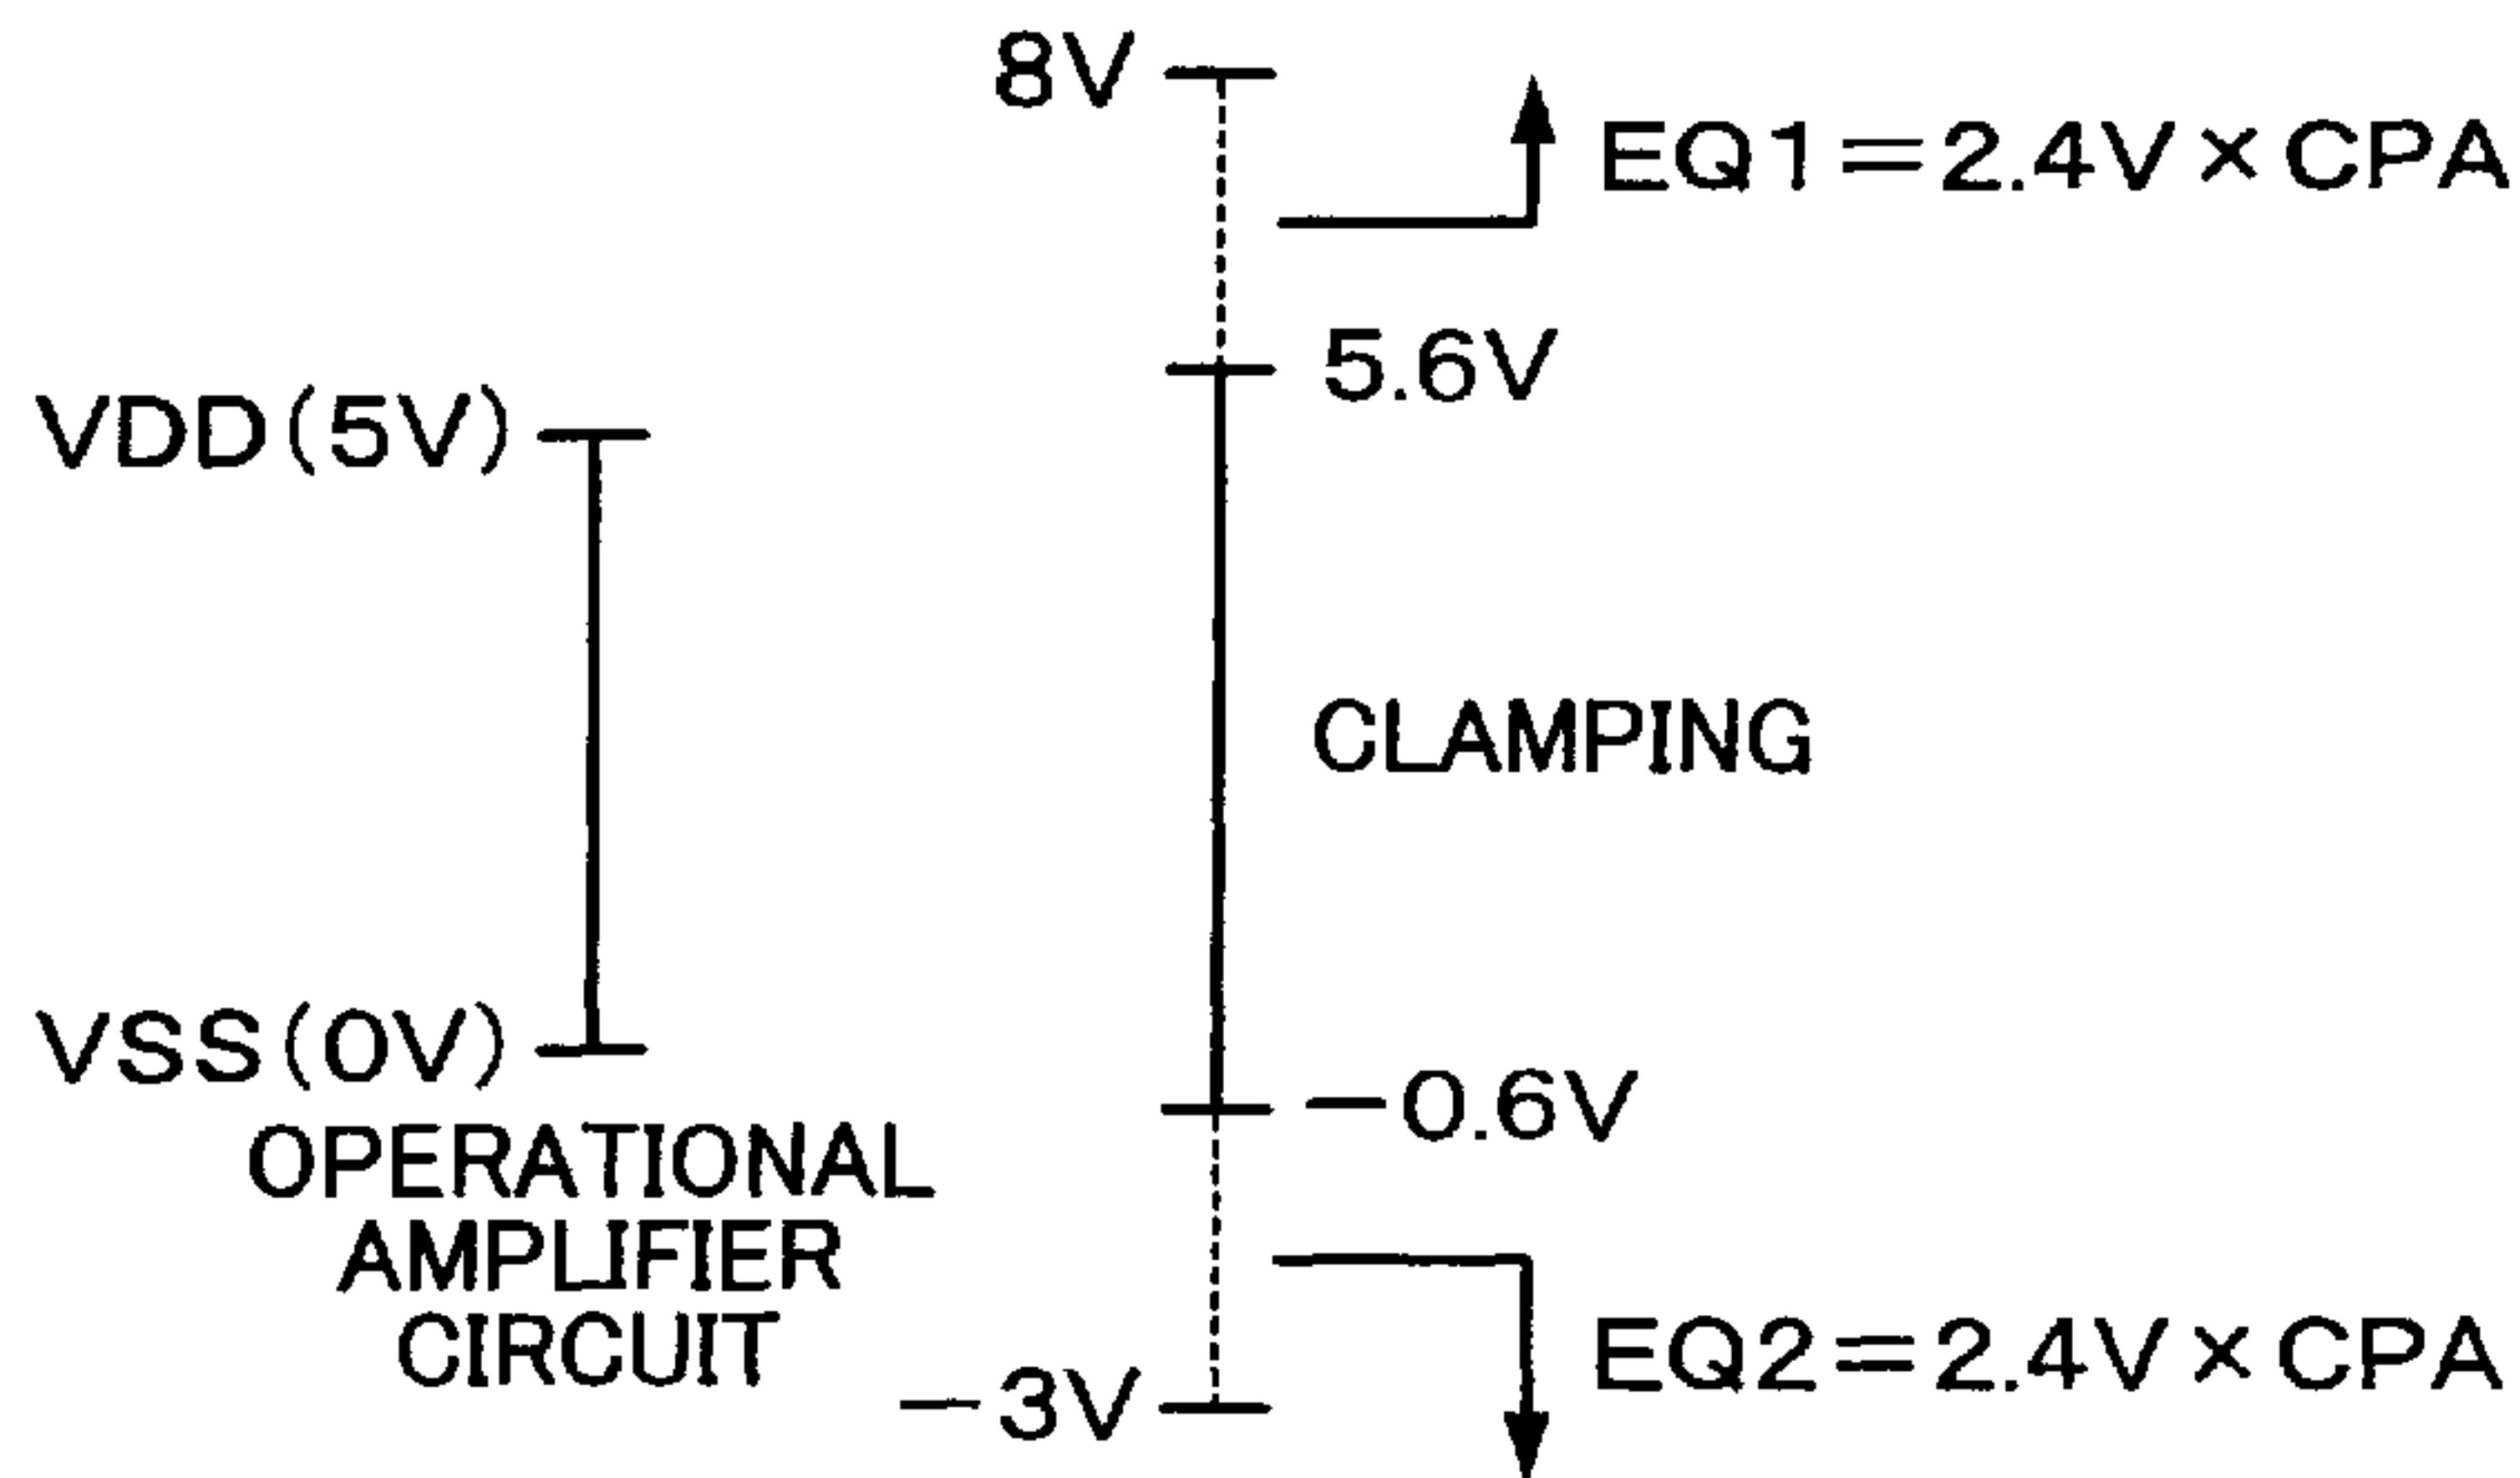 8V
EQ1=2.4V×CPA
5.6V
VDD(5V)
CLAMPING
VSS(0V)
-0.6V
OPERATIONAL
AMPLIFIER
CIRCUIT
EQ2=2.4V×CPA
-3V